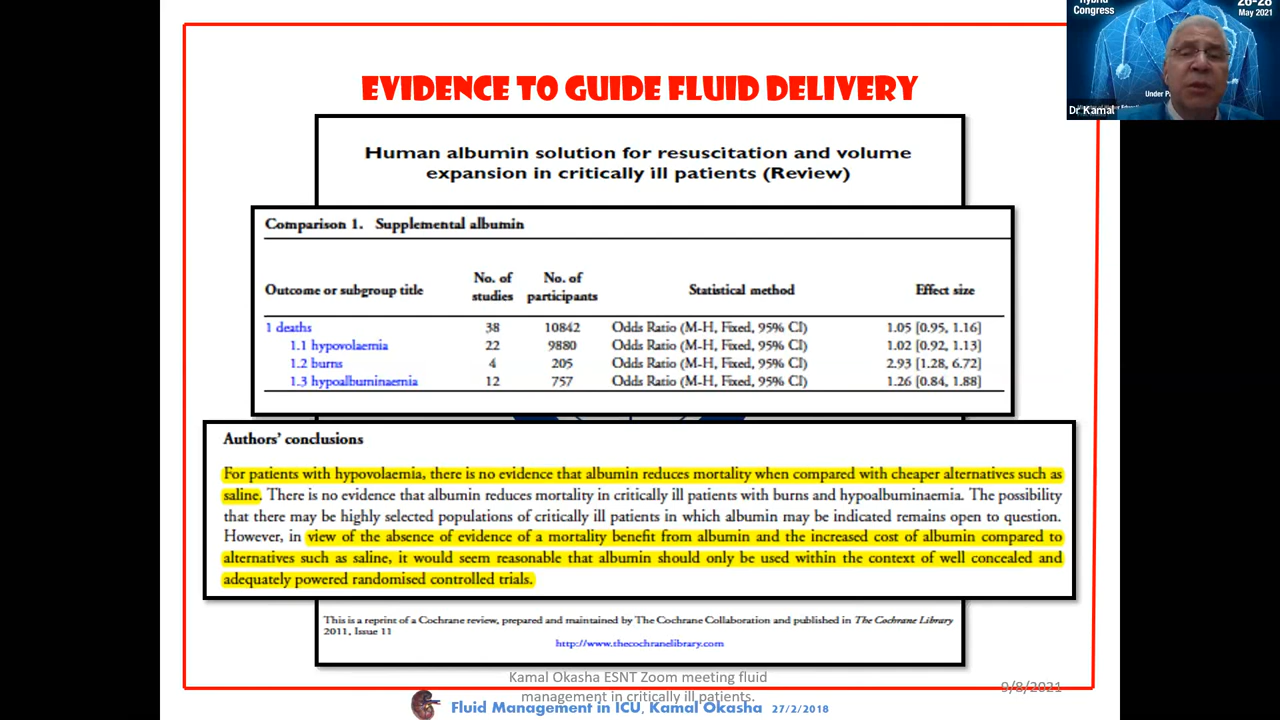 Hybrid
Congress
26-28
May 2021
Dr Kamal
EVIDENCE TO GUIDE FLUID DELIVERY
Human albumin solution for resuscitation and volume
expansion in critically ill patients (Review)
Comparison 1. Supplemental albumin
Outcome or subgroup title No. of studies No. of participants Statistical method Effect size
1 deaths 38 10842 Odds Ratio (M-H, Fixed, 95% CI) 1.05 [0.95, 1.16]
1.1 hypovolaemia 22 9880 Odds Ratio (M-H, Fixed, 95% CI) 1.02 [0.92, 1.13]
1.2 burns 4 205 Odds Ratio (M-H, Fixed, 95% CI) 2.93 [1.28, 6.72]
1.3 hypoalbuminaemia 12 757 Odds Ratio (M-H, Fixed, 95% CI) 1.26 [0.84, 1.88]
Authors' conclusions
For patients with hypovolaemia, there is no evidence that albumin reduces mortality when compared with cheaper alternatives such as
saline. There is no evidence that albumin reduces mortality in critically ill patients with burns and hypoalbuminaemia. The possibility
that there may be highly selected populations of critically ill patients in which albumin may be indicated remains open to question.
However, in view of the absence of evidence of a mortality benefit from albumin and the increased cost of albumin compared to
alternatives such as saline, it would seem reasonable that albumin should only be used within the context of well concealed and
adequately powered randomised controlled trials.
This is a reprint of a Cochrane review, prepared and maintained by The Cochrane Collaboration and published in The Cochrane Library
2011, Issue 11
http://www.thecochranelibrary.com
Kamal Okasha ESNT Zoom meeting fluid
management in critically ill patients.
9/8/2021
Fluid Management in ICU, Kamal Okasha 27/2/2018